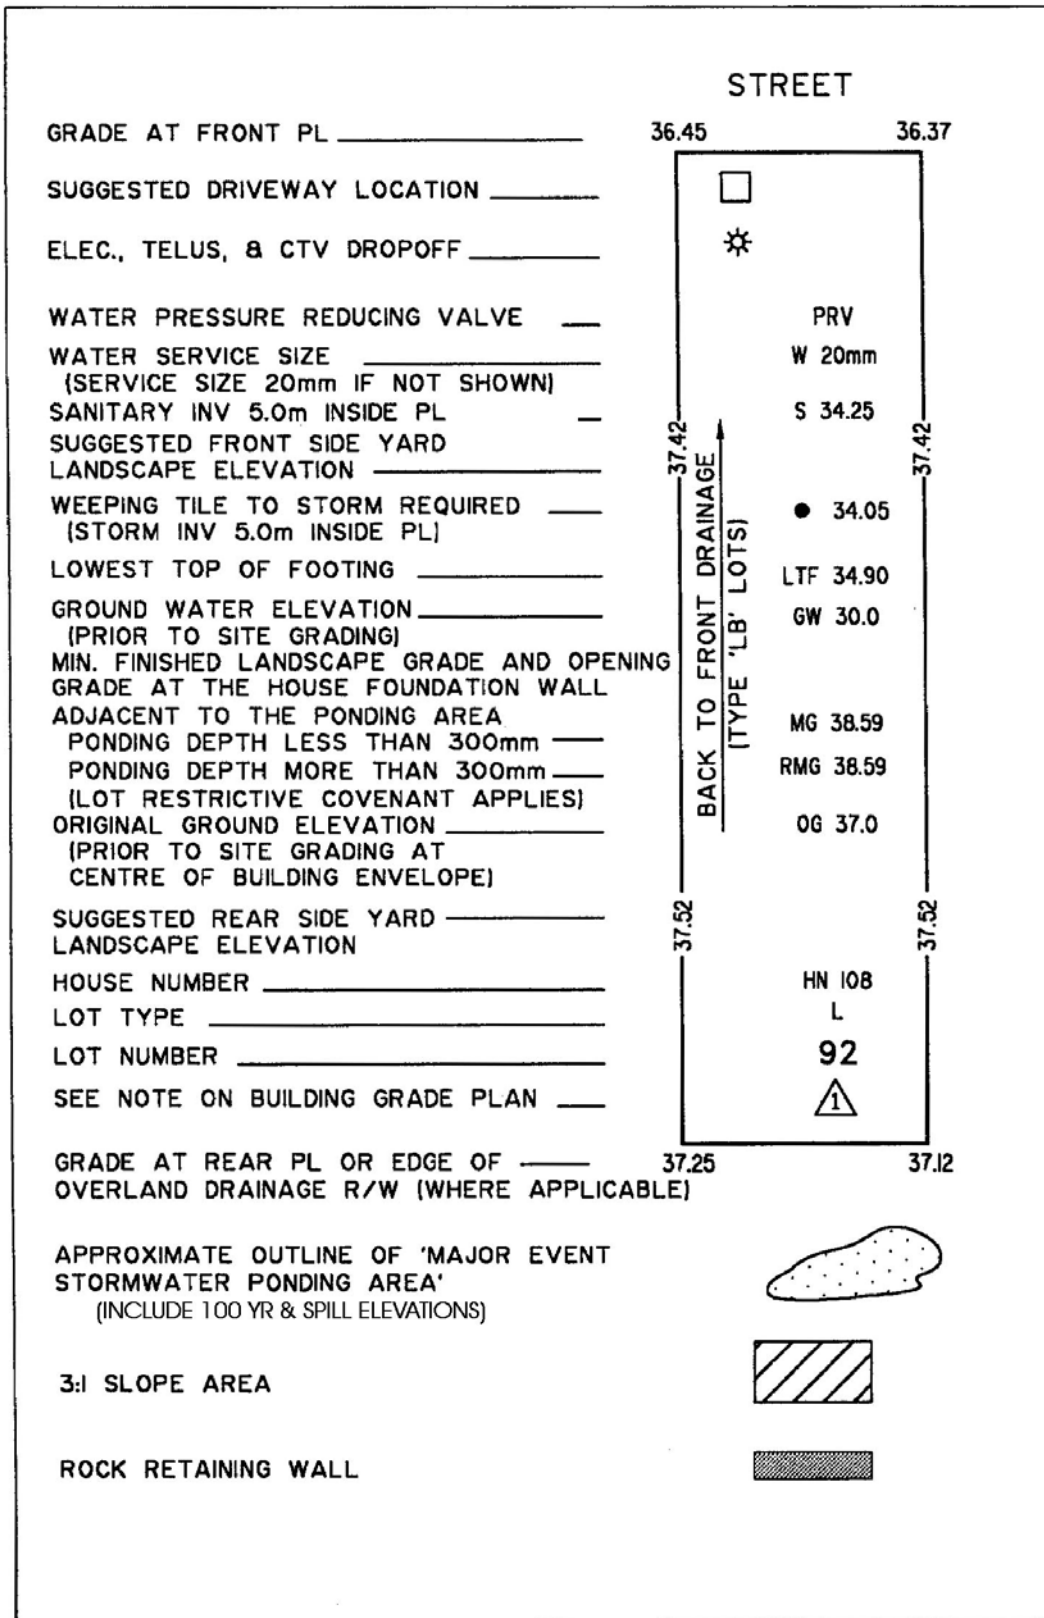 STREET
GRADE AT FRONT PL
36.45
36.37
SUGGESTED DRIVEWAY LOCATION
ELEC., TELUS, & CTV DROPOFF
WATER PRESSURE REDUCING VALVE
PRV
WATER SERVICE SIZE
W 20mm
(SERVICE SIZE 20mm IF NOT SHOWN)
SANITARY INV 5.0m INSIDE PL
S 34.25
SUGGESTED FRONT SIDE YARD
LANDSCAPE ELEVATION
37.42
37.42
WEEPING TILE TO STORM REQUIRED
34.05
(STORM INV 5.0m INSIDE PL)
LOWEST TOP OF FOOTING
LTF 34.90
GROUND WATER ELEVATION
GW 30.0
(PRIOR TO SITE GRADING)
BACK TO FRONT DRAINAGE
(TYPE 'LB' LOTS)
MIN. FINISHED LANDSCAPE GRADE AND OPENING
GRADE AT THE HOUSE FOUNDATION WALL
ADJACENT TO THE PONDING AREA
PONDING DEPTH LESS THAN 300mm
MG 38.59
PONDING DEPTH MORE THAN 300mm
RMG 38.59
(LOT RESTRICTIVE COVENANT APPLIES)
ORIGINAL GROUND ELEVATION
OG 37.0
(PRIOR TO SITE GRADING AT
CENTRE OF BUILDING ENVELOPE)
SUGGESTED REAR SIDE YARD
LANDSCAPE ELEVATION
37.52
37.52
HOUSE NUMBER
HN 108
LOT TYPE
L
LOT NUMBER
92
SEE NOTE ON BUILDING GRADE PLAN
1
GRADE AT REAR PL OR EDGE OF
37.25
37.12
OVERLAND DRAINAGE R/W (WHERE APPLICABLE)
APPROXIMATE OUTLINE OF 'MAJOR EVENT
STORMWATER PONDING AREA'
(INCLUDE 100 YR & SPILL ELEVATIONS)
3:1 SLOPE AREA
ROCK RETAINING WALL